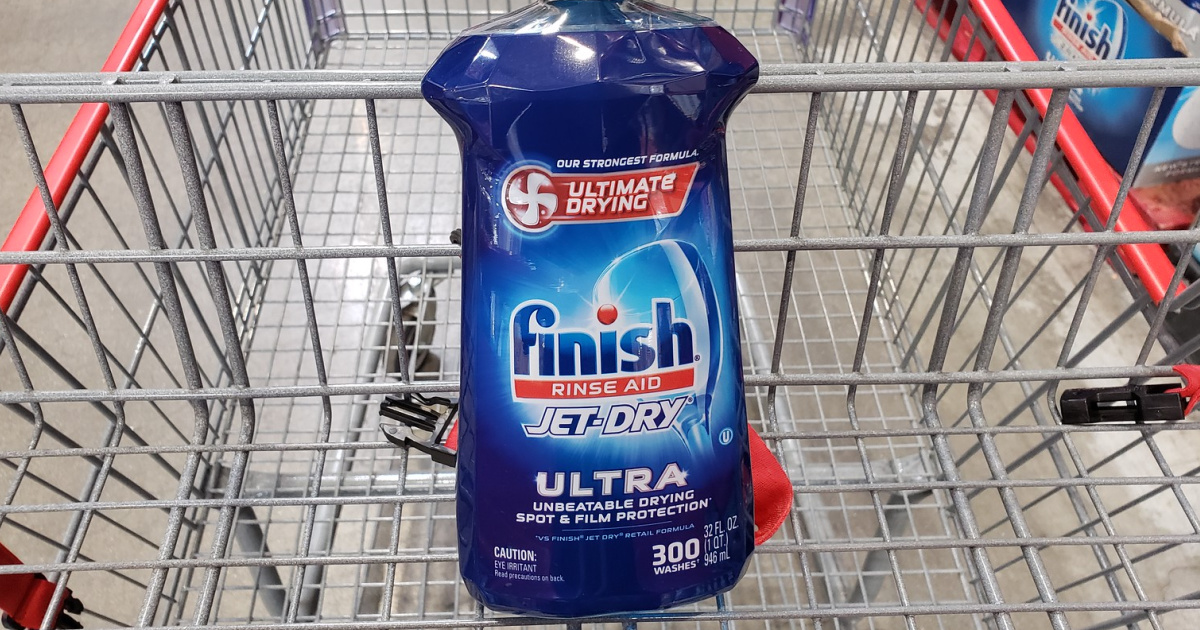 OUR STRONGEST FORMULA.
ULTIMATE
DRYING
finish®
RINSE AID
JET-DRY®
U
ULTRA
UNBEATABLE DRYING
SPOT & FILM PROTECTION*
*VS FINISH® JET DRY® RETAIL FORMULA
CAUTION:
EYE IRRITANT
Read precautions on back.
300
WASHES†
32 FL. OZ.
(1 QT.)
946 mL
finish